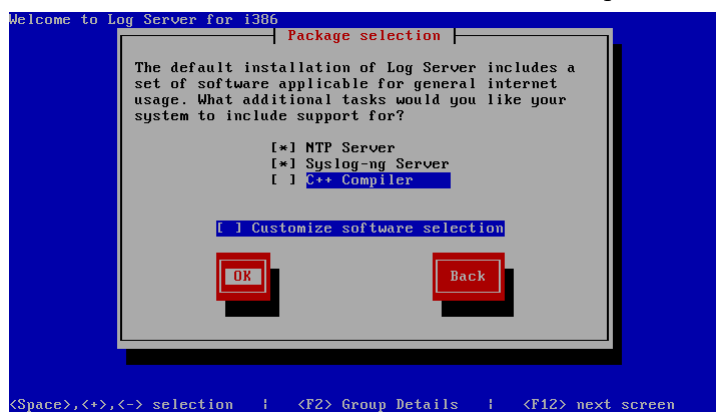 Welcome to Log Server for i386
Package selection
The default installation of Log Server includes a
set of software applicable for general internet
usage. What additional tasks would you like your
system to include support for?
[*] NTP Server
[*] Syslog-ng Server
[ ] C++ Compiler
[ ] Customize software selection
OK Back
<Space>,<+>,<-> selection | <F2> Group Details | <F12> next screen